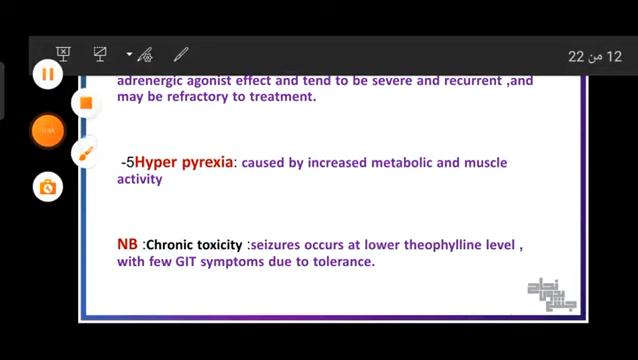 12 من 22
adrenergic agonist effect and tend to be severe and recurrent ,and
may be refractory to treatment.
-5Hyper pyrexia: caused by increased metabolic and muscle
activity
NB :Chronic toxicity :seizures occurs at lower theophylline level ,
with few GIT symptoms due to tolerance.